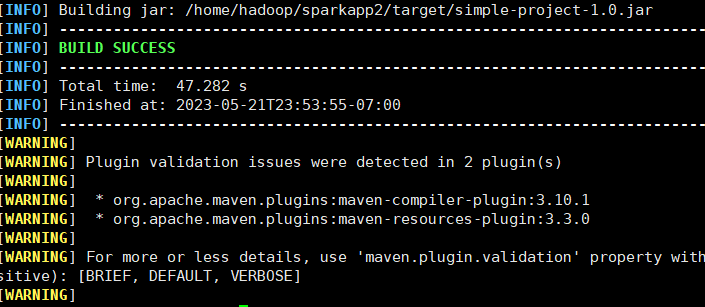 [INFO] Building jar: /home/hadoop/sparkapp2/target/simple-project-1.0.jar
[INFO] ------------------------------------------------------------------------
[INFO] BUILD SUCCESS
[INFO] ------------------------------------------------------------------------
[INFO] Total time:  47.282 s
[INFO] Finished at: 2023-05-21T23:53:55-07:00
[INFO] ------------------------------------------------------------------------
[WARNING]
[WARNING] Plugin validation issues were detected in 2 plugin(s)
[WARNING]
[WARNING]  * org.apache.maven.plugins:maven-compiler-plugin:3.10.1
[WARNING]  * org.apache.maven.plugins:maven-resources-plugin:3.3.0
[WARNING]
[WARNING] For more or less details, use 'maven.plugin.validation' property with
sitive): [BRIEF, DEFAULT, VERBOSE]
[WARNING]